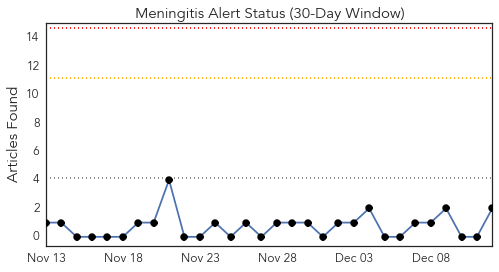 Meningitis Alert Status (30-Day Window)
Articles Found
14
12
10
8
6
4
2
0
Nov 13 Nov 18 Nov 23 Nov 28 Dec 03 Dec 08